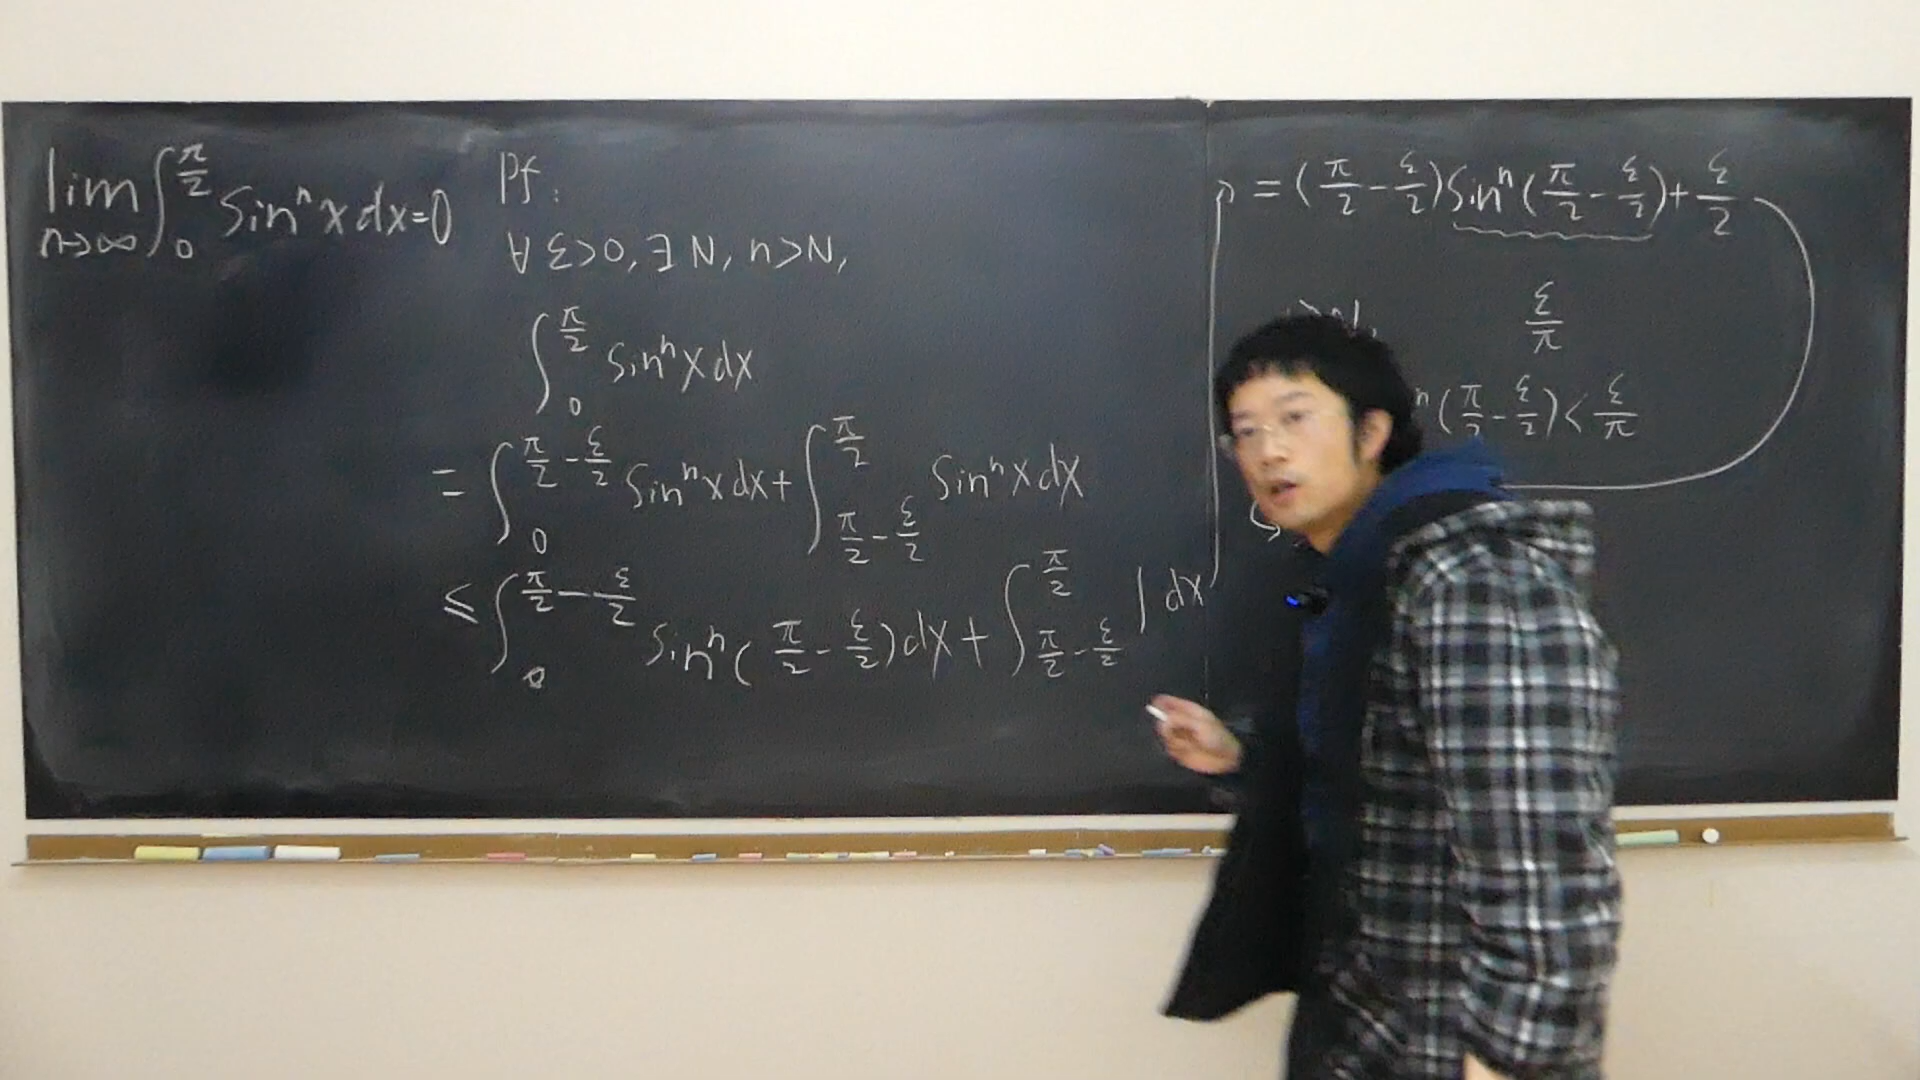 lim_{n→∞} ∫_0^{π/2} sin^n x dx = 0
Pf:
∀ ε>0, ∃ N, n>N,
∫_0^{π/2} sin^n x dx
= ∫_0^{π/2 - ε/2} sin^n x dx + ∫_{π/2 - ε/2}^{π/2} sin^n x dx
≤ ∫_0^{π/2 - ε/2} sin^n (π/2 - ε/2) dx + ∫_{π/2 - ε/2}^{π/2} 1 dx
= (π/2 - ε/2) sin^n (π/2 - ε/2) + ε/2
ε/π
n (π/2 - ε/2) < ε/π